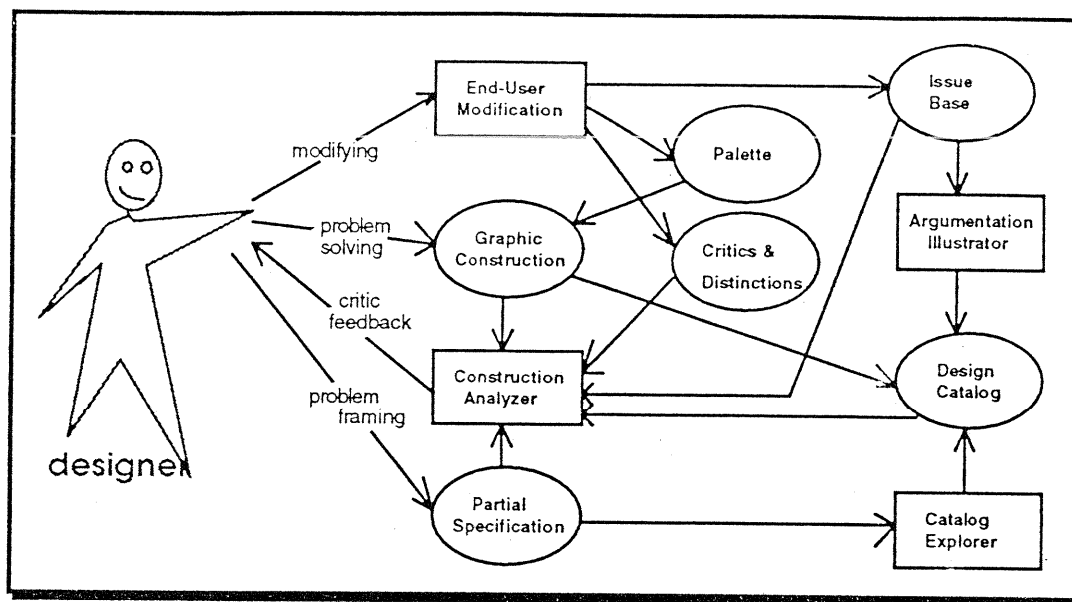 End-User
Modification
Issue
Base
modifying
Palette
problem
solving
Graphic
Construction
Critics &
Distinctions
Argumentation
Illustrator
critic
feedback
Construction
Analyzer
Design
Catalog
problem
framing
designer
Partial
Specification
Catalog
Explorer